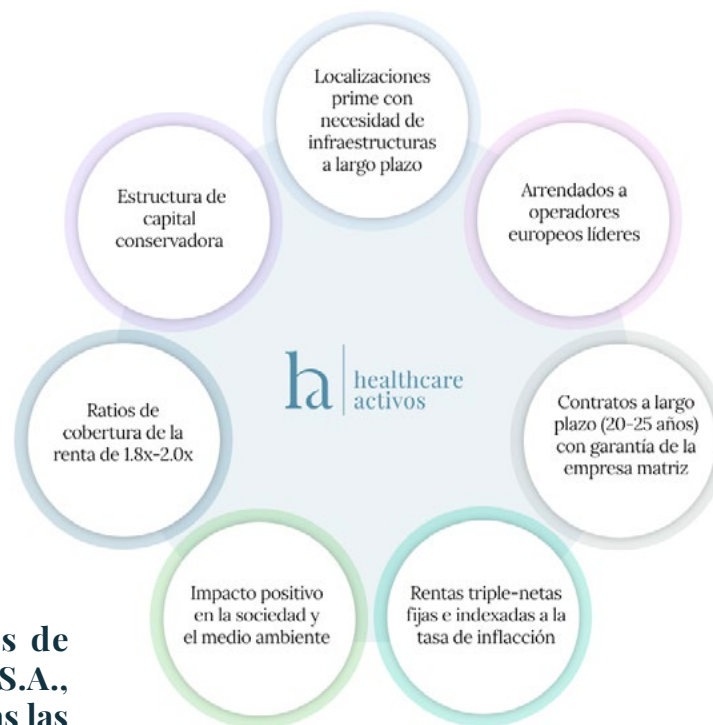 Localizaciones
prime con
necesidad de
infraestructuras
a largo plazo
Arrendados a
operadores
europeos líderes
Contratos a largo
plazo (20-25 años)
con garantía de la
empresa matriz
Rentas triple-netas
fijas e indexadas a la
tasa de inflacción
Impacto positivo
en la sociedad y
el medio ambiente
Ratios de
cobertura de la
renta de 1.8x-2.0x
Estructura de
capital
conservadora
ha
healthcare
activos
s de
S.A.,
as las